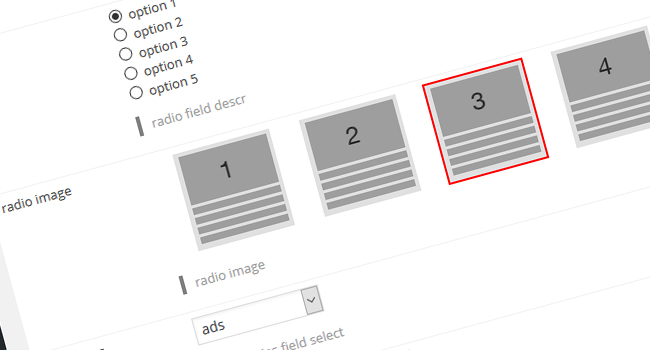 option 1
option 2
option 3
option 4
option 5
radio field descr
radio image
1
2
3
4
radio image
ads
field select